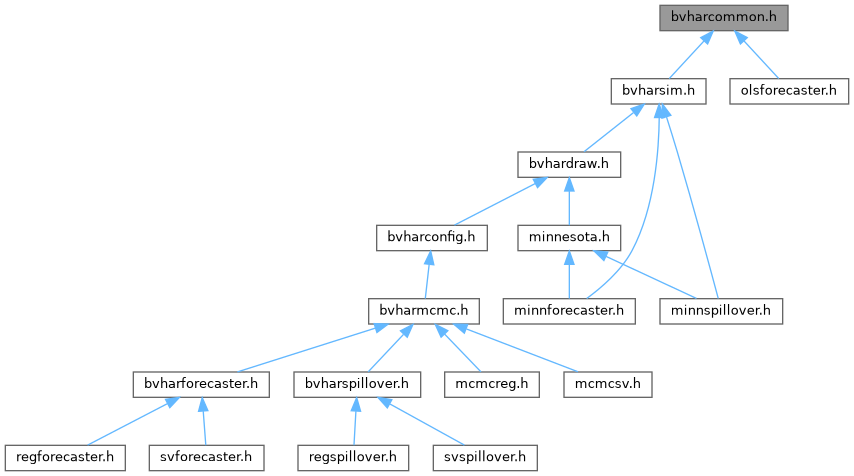 bvharcommon.h
bvharsim.h
olsforecaster.h
bvhardraw.h
bvharconfig.h
minnesota.h
bvharmcmc.h
minnforecaster.h
minnspillover.h
bvharforecaster.h
bvharspillover.h
mcmcreg.h
mcmcsv.h
regforecaster.h
svforecaster.h
regspillover.h
svspillover.h